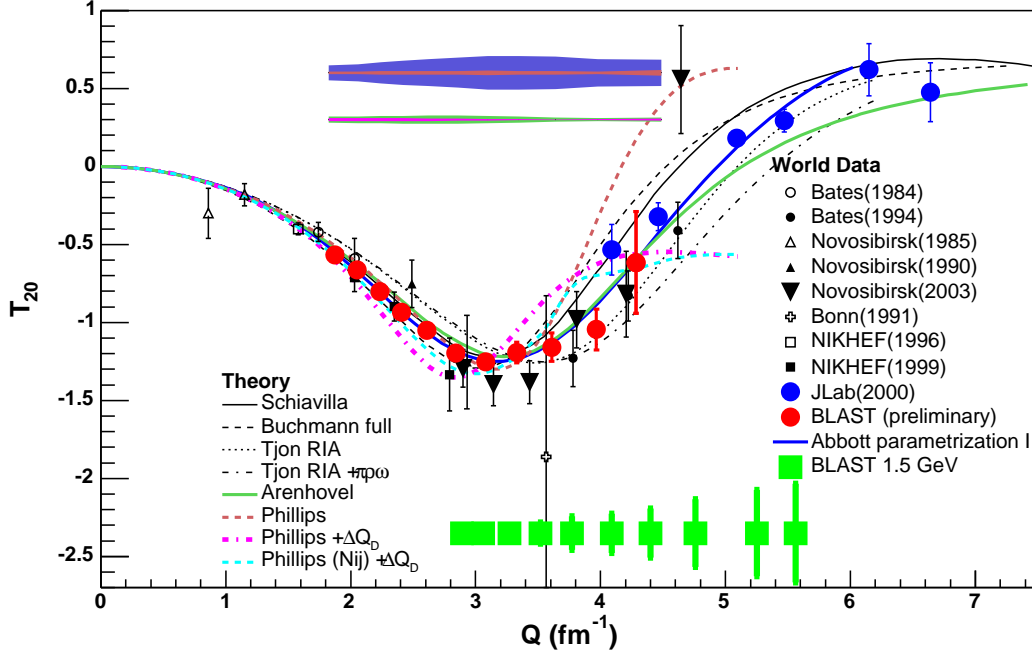 T20
1
0.5
0
-0.5
-1
-1.5
-2
-2.5
0 1 2 3 4 5 6 7
Q (fm-1)
World Data
Bates(1984)
Bates(1994)
Novosibirsk(1985)
Novosibirsk(1990)
Novosibirsk(2003)
Bonn(1991)
NIKHEF(1996)
NIKHEF(1999)
JLab(2000)
BLAST (preliminary)
Abbott parametrization I
BLAST 1.5 GeV
Theory
Schiavilla
Buchmann full
Tjon RIA
Tjon RIA +πρω
Arenhovel
Phillips
Phillips +ΔQD
Phillips (Nij) +ΔQD